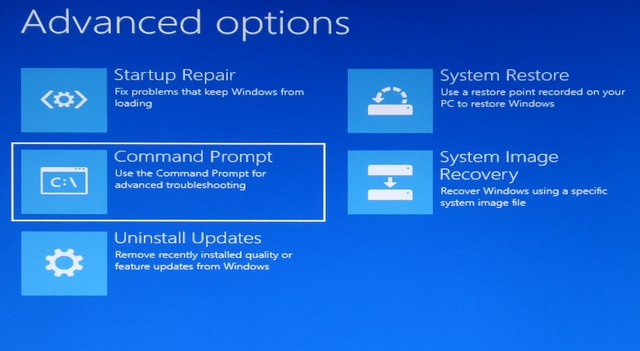 Advanced options
Startup Repair
Fix problems that keep Windows from
loading
Command Prompt
Use the Command Prompt for
advanced troubleshooting
C:\
Uninstall Updates
Remove recently installed quality or
feature updates from Windows
System Restore
Use a restore point recorded on your
PC to restore Windows
System Image
Recovery
Recover Windows using a specific
system image file